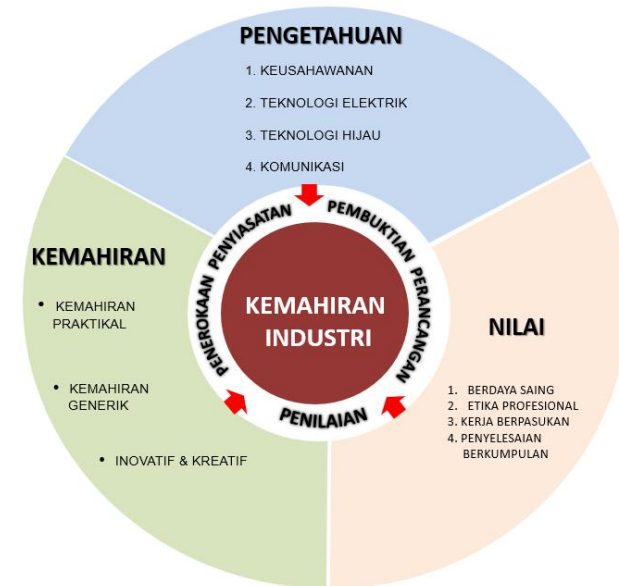 PENGETAHUAN
1. KEUSAHAWANAN
2. TEKNOLOGI ELEKTRIK
3. TEKNOLOGI HIJAU
4. KOMUNIKASI
PENEROKAAN PENYIASATAN
PEMBUKTIAN PERANCANGAN
PENILAIAN
KEMAHIRAN
INDUSTRI
KEMAHIRAN
• KEMAHIRAN
PRAKTIKAL
• KEMAHIRAN
GENERIK
• INOVATIF & KREATIF
NILAI
1. BERDAYA SAING
2. ETIKA PROFESIONAL
3. KERJA BERPASUKAN
4. PENYELESAIAN
BERKUMPULAN